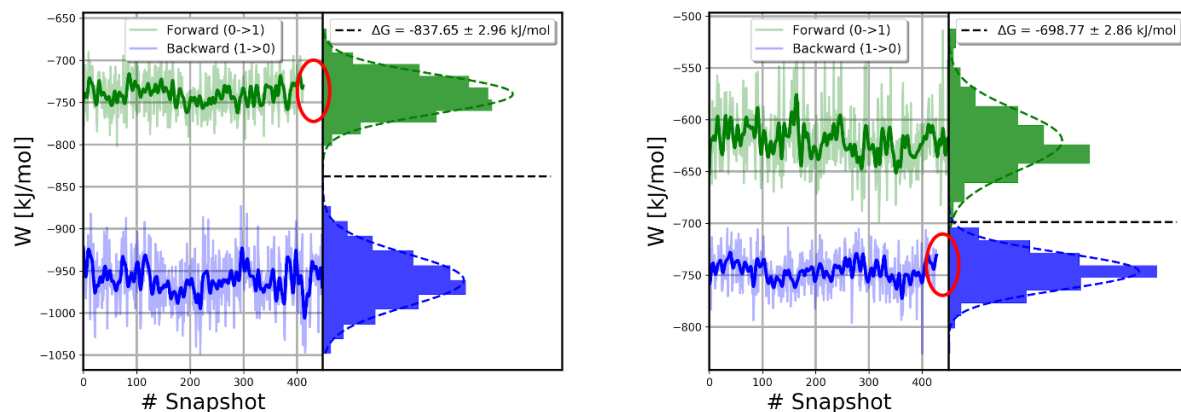 Forward (0->1)
Backward (1->0)
ΔG = -837.65 ± 2.96 kJ/mol
W [kJ/mol]
−650
−700
−750
−800
−850
−900
−950
−1000
−1050
0 100 200 300 400
# Snapshot
Forward (0->1)
Backward (1->0)
ΔG = -698.77 ± 2.86 kJ/mol
W [kJ/mol]
−500
−550
−600
−650
−700
−750
−800
0 100 200 300 400
# Snapshot